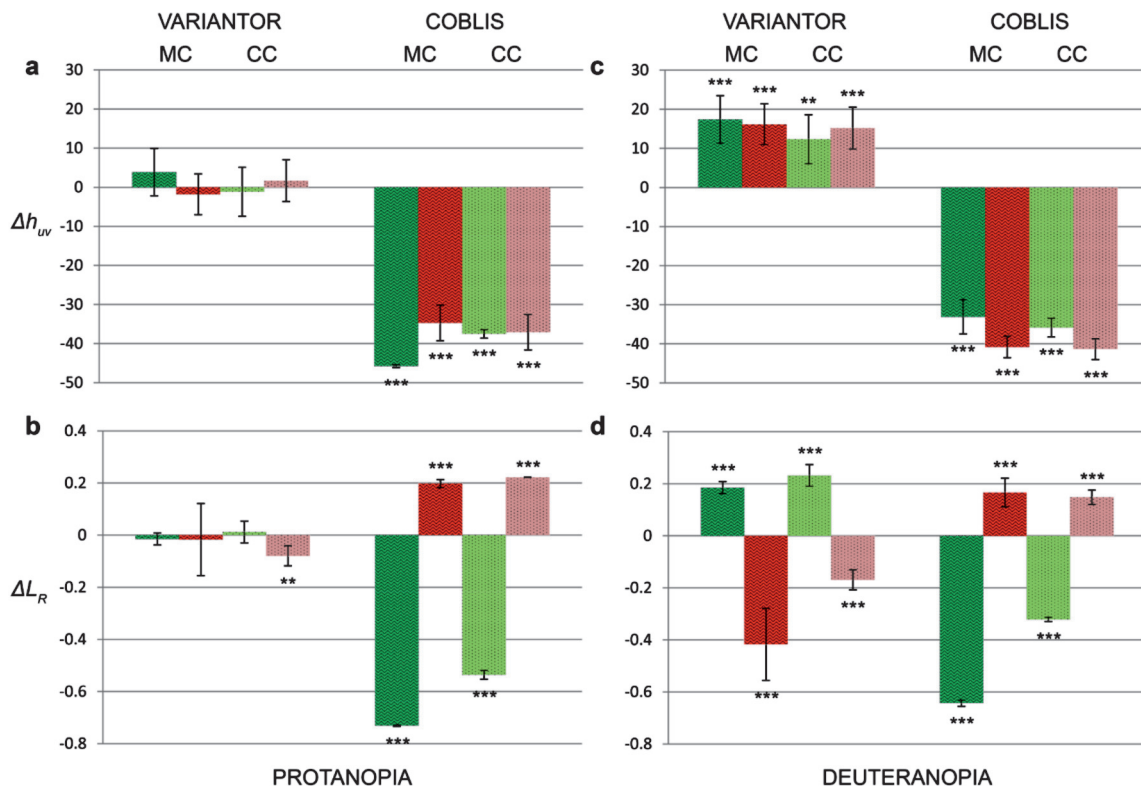 VARIANTOR COBLIS VARIANTOR COBLIS
MC CC MC CC MC CC MC CC
a c
30 30
20 20 *** *** ** ***
10 10
0 0
-10 -10
Δh_uv
-20 -20
-30 -30
-40 -40
*** *** *** *** *** *** *** ***
-50 -50
b d
0.4 0.4
*** *** *** *** *** ***
0.2 0.2
0 0
ΔL_R
** ***
-0.2 -0.2
***
-0.4 -0.4
***
-0.6 -0.6
*** *** ***
-0.8 -0.8
PROTANOPIA DEUTERANOPIA